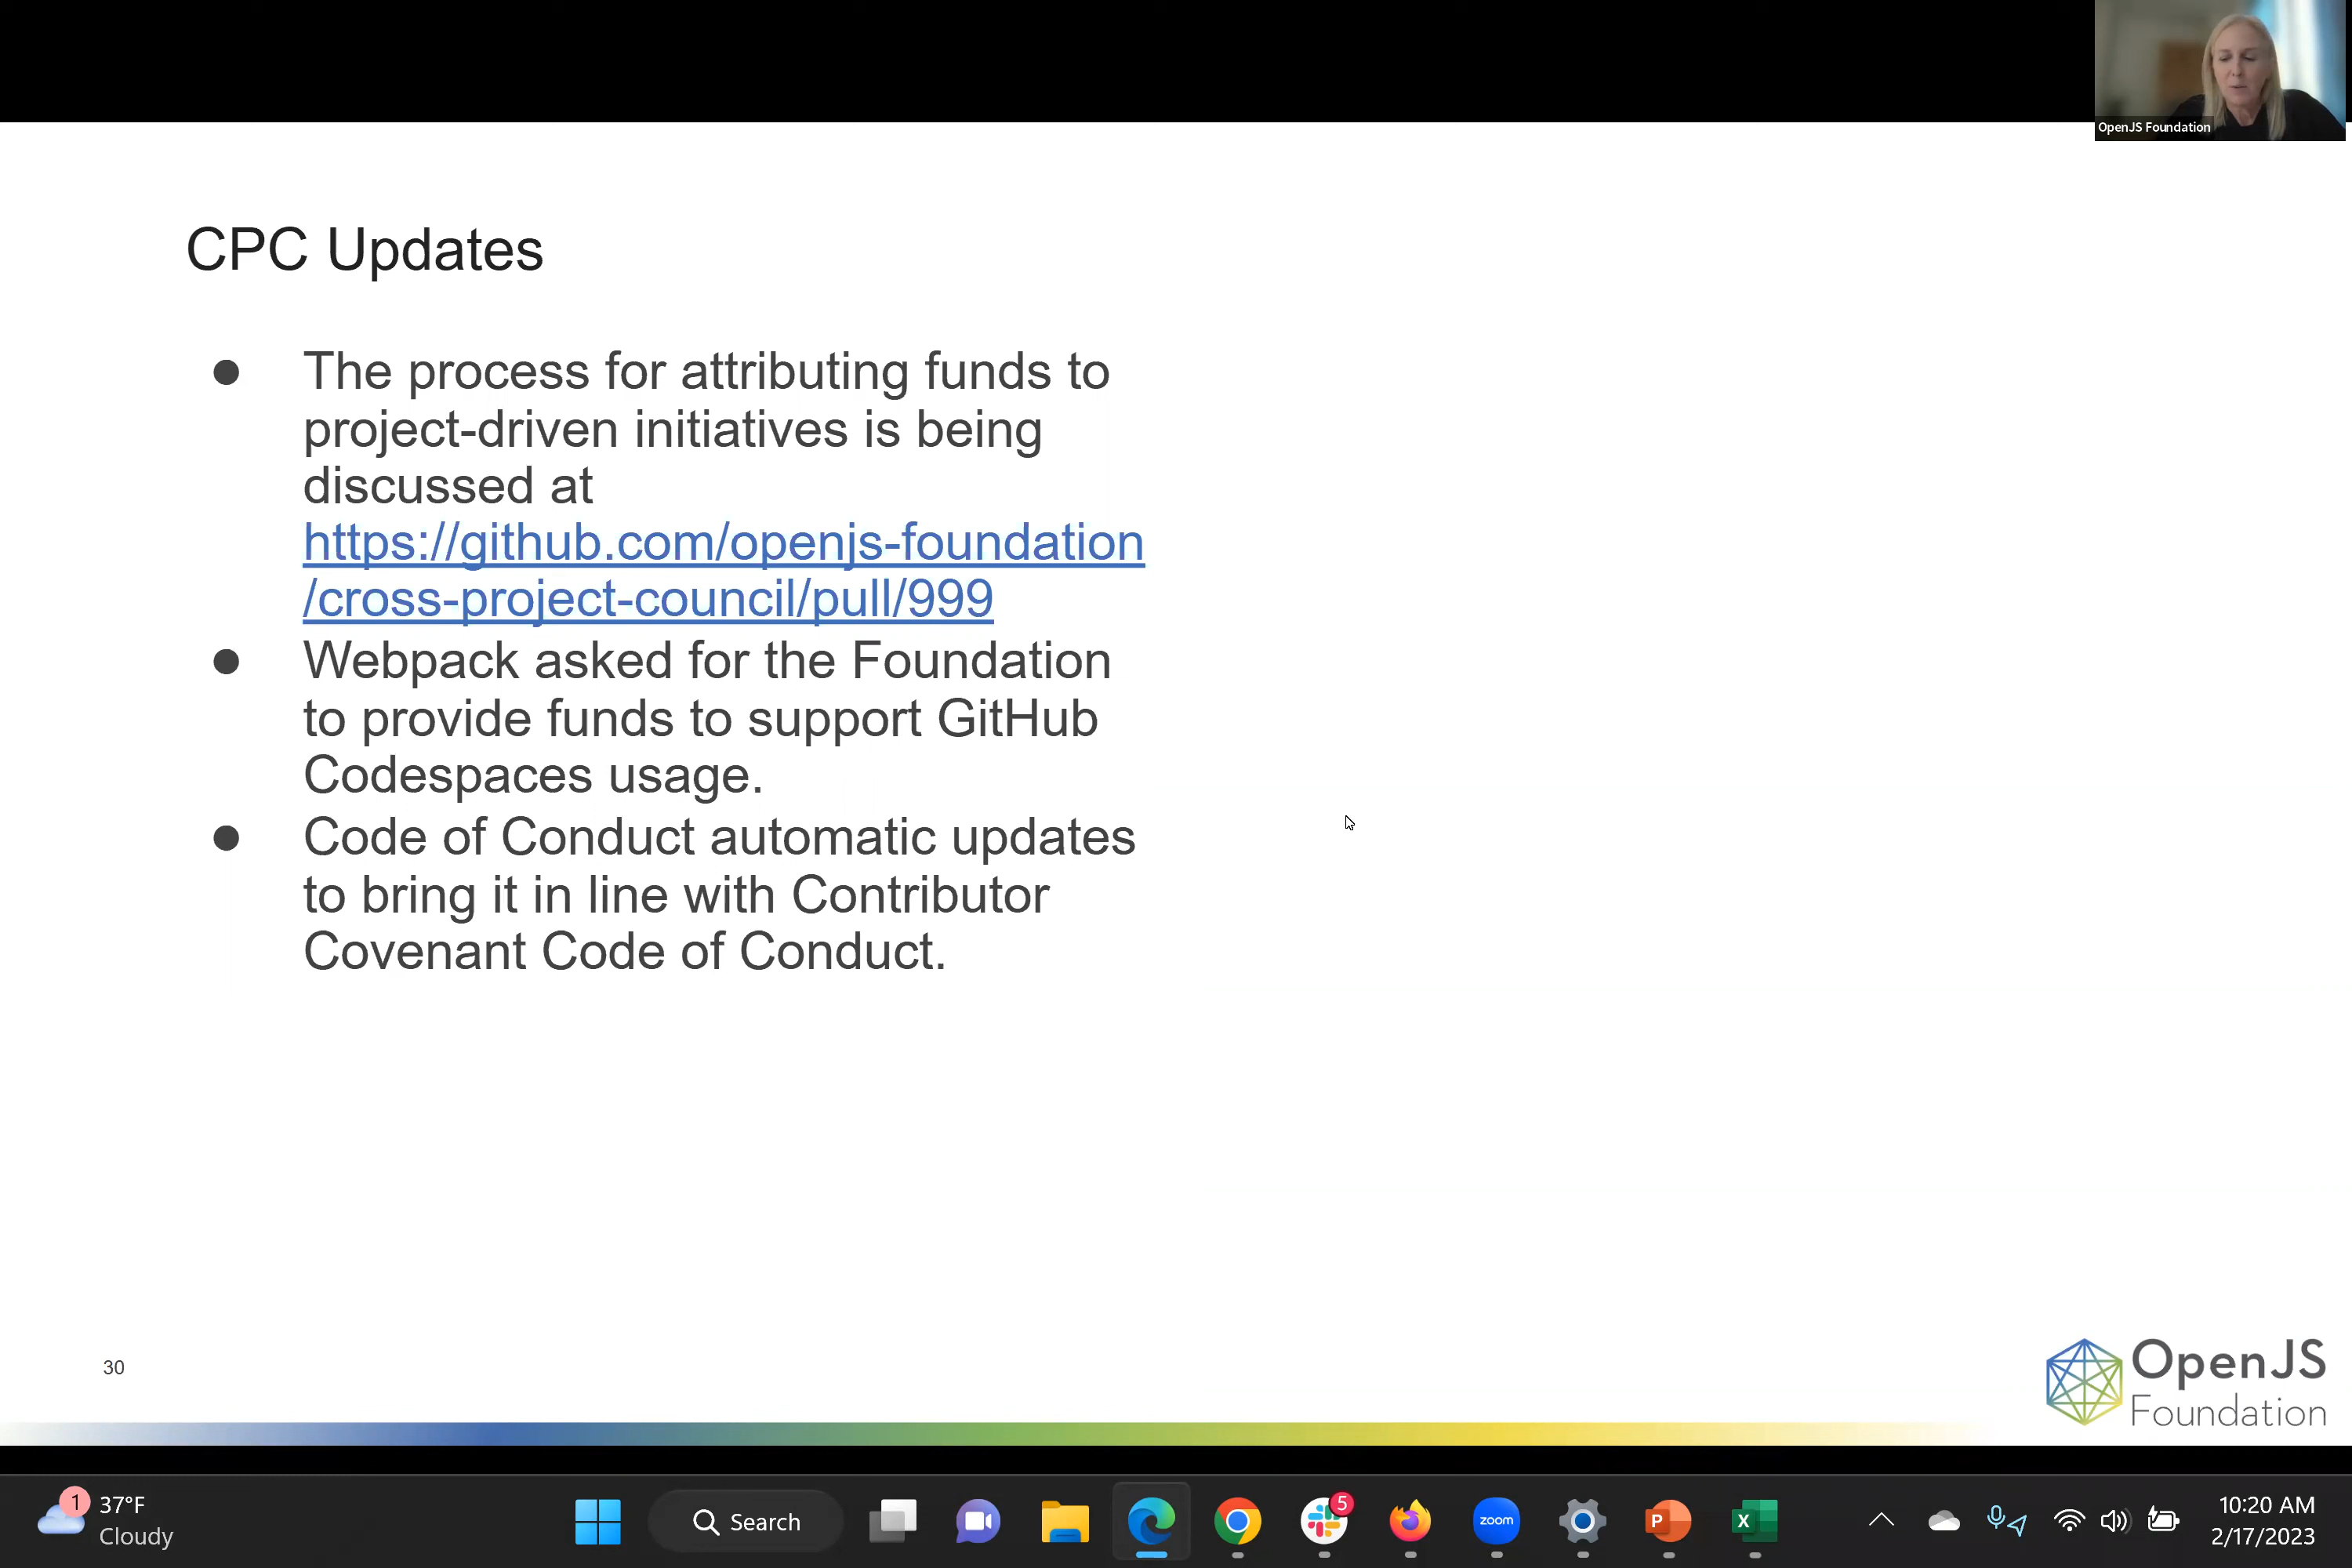 OpenJS Foundation
CPC Updates
● The process for attributing funds to
project-driven initiatives is being
discussed at
https://github.com/openjs-foundation
/cross-project-council/pull/999
● Webpack asked for the Foundation
to provide funds to support GitHub
Codespaces usage.
● Code of Conduct automatic updates
to bring it in line with Contributor
Covenant Code of Conduct.
30
OpenJS
Foundation
1
37°F
Cloudy
Search
5
zoom
P
X
10:20 AM
2/17/2023